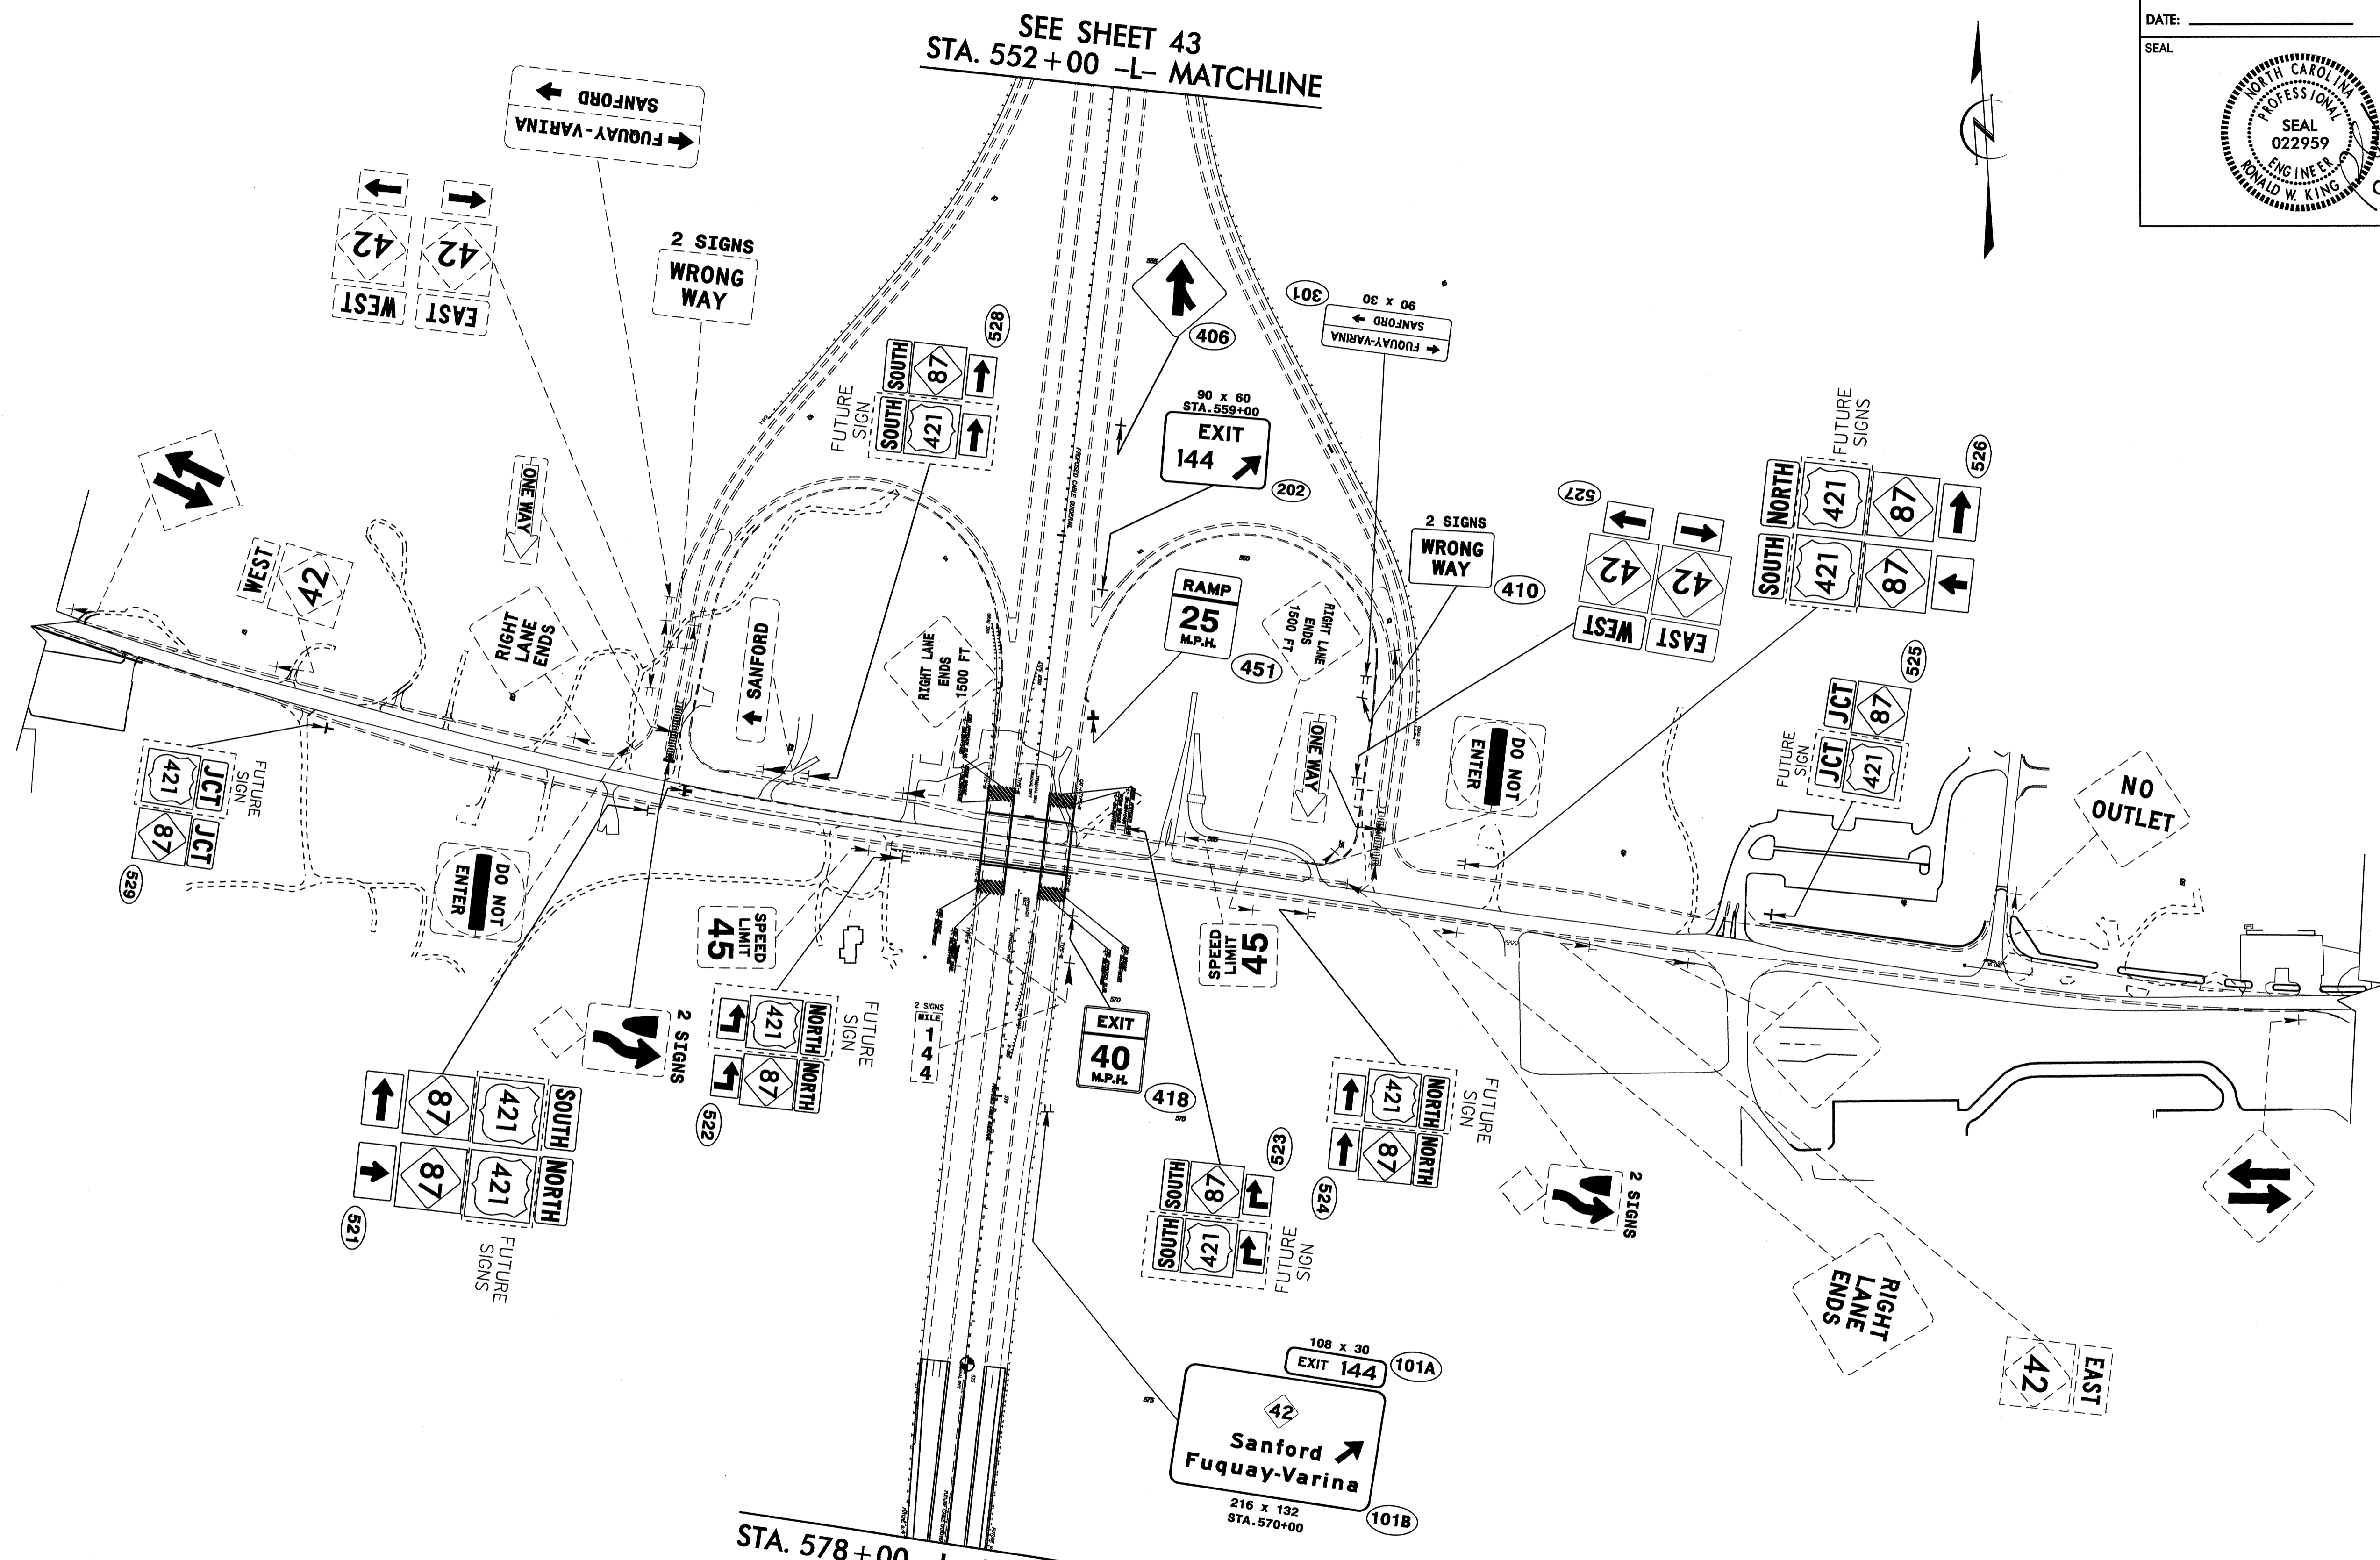 SEE SHEET 43
STA. 552+00 -L- MATCHLINE
DATE:
SEAL
NORTH CAROLINA
PROFESSIONAL
SEAL
022959
ENGINEER
RONALD W. KING
SANFORD
FUQUAY-VARINA
42
WEST
42
EAST
2 SIGNS
WRONG
WAY
528
SOUTH
87
SOUTH
421
FUTURE
SIGN
406
301
90 x 30
SANFORD
FUQUAY-VARINA
90 x 60
STA.559+00
EXIT
144
202
PROPOSED CABLE GUIDERAIL
ONE WAY
WEST
42
RIGHT
LANE
ENDS
SANFORD
RIGHT LANE
ENDS
1500 FT
RAMP
25
M.P.H.
451
RIGHT LANE
ENDS
1500 FT
2 SIGNS
WRONG
WAY
410
527
42
WEST
42
EAST
FUTURE
SIGNS
526
NORTH
421
87
SOUTH
421
87
525
JCT
87
JCT
421
FUTURE
SIGN
ONE WAY
DO NOT
ENTER
NO
OUTLET
FUTURE
SIGN
JCT
421
JCT
87
529
DO NOT
ENTER
SPEED
LIMIT
45
SPEED
LIMIT
45
2 SIGNS
FUTURE
SIGN
NORTH
421
NORTH
87
522
2 SIGNS
MILE
1
4
4
EXIT
40
M.P.H.
418
570
570
SOUTH
421
87
NORTH
421
87
521
FUTURE
SIGNS
523
SOUTH
87
SOUTH
421
FUTURE
SIGN
FUTURE
SIGN
NORTH
421
NORTH
87
524
2 SIGNS
RIGHT
LANE
ENDS
EAST
42
108 x 30
EXIT 144
101A
42
Sanford
Fuquay-Varina
216 x 132
STA.570+00
101B
575
555
560
STA. 578+00